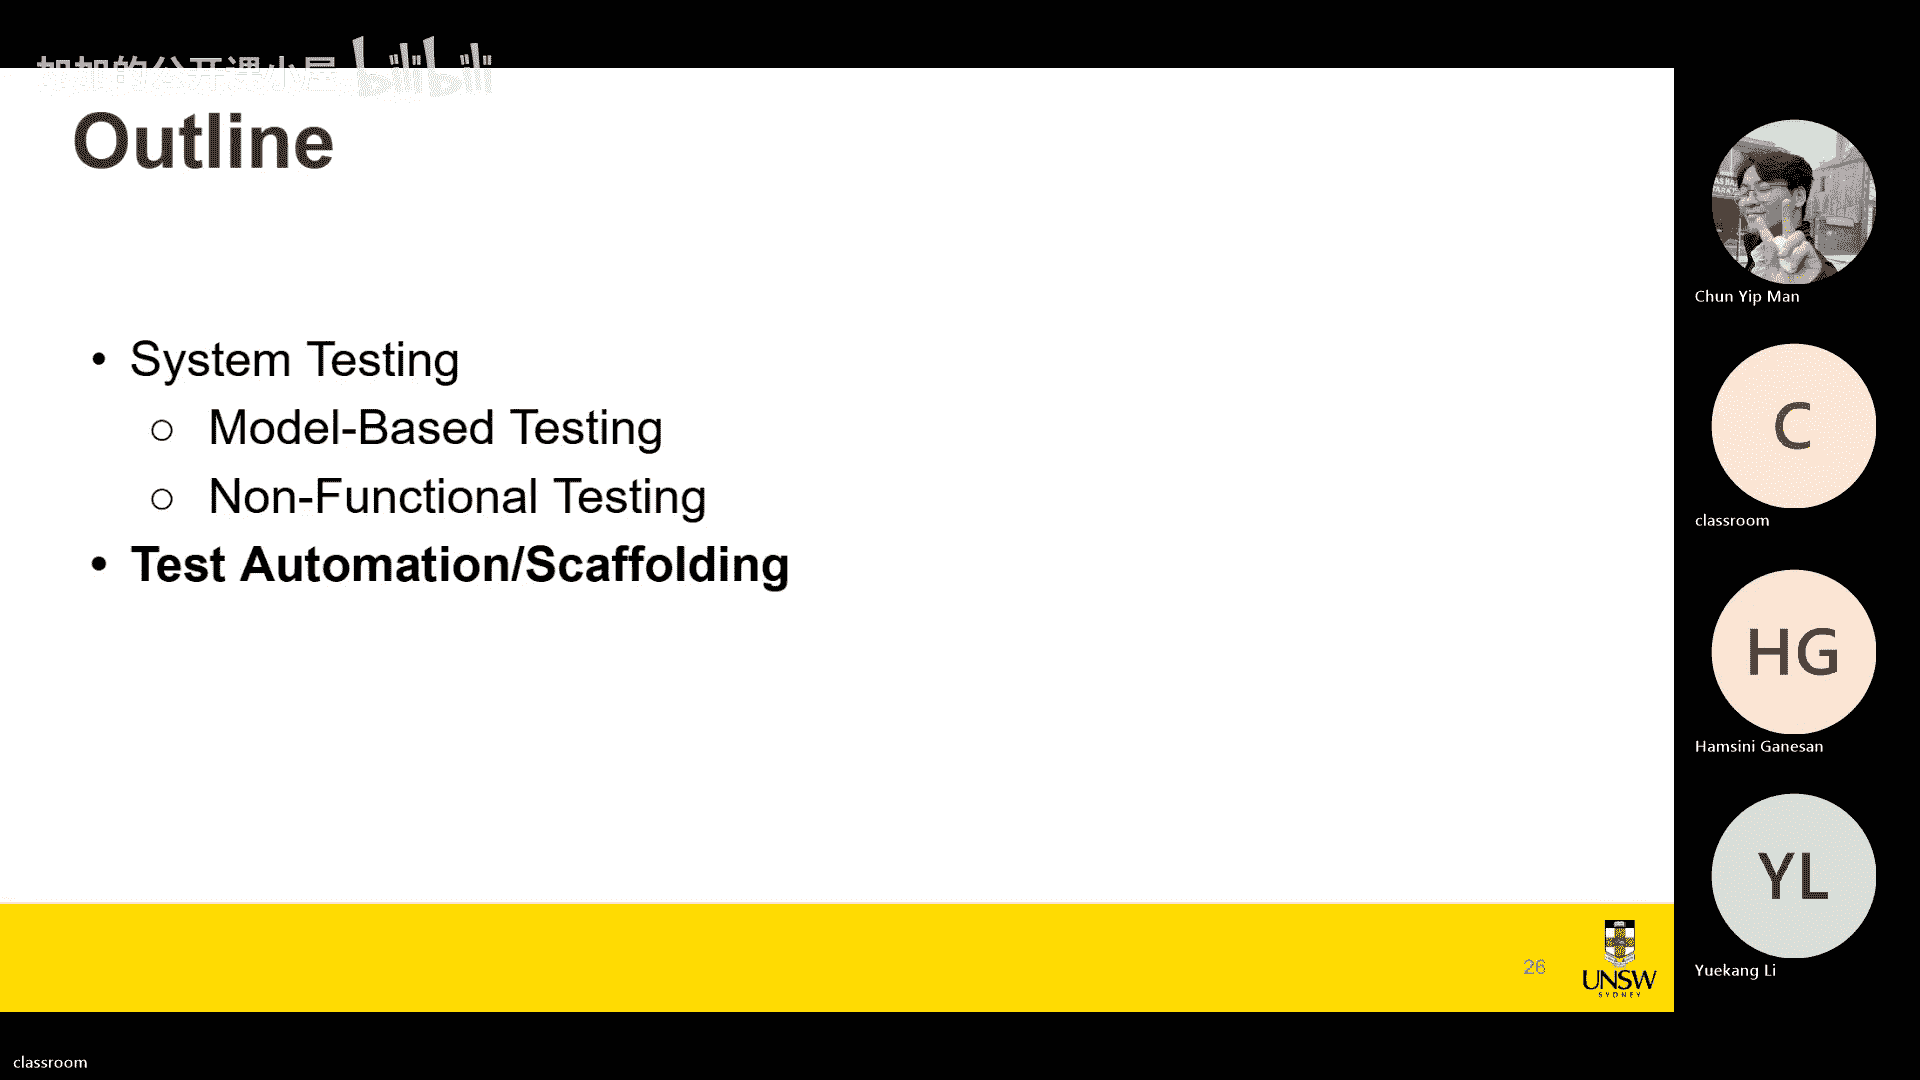 加加的公开课小屋 bilibili
Outline
• System Testing
○ Model-Based Testing
○ Non-Functional Testing
• Test Automation/Scaffolding
26
UNSW
SYDNEY
Chun Yip Man
C
classroom
HG
Hamsini Ganesan
YL
Yuekang Li
classroom